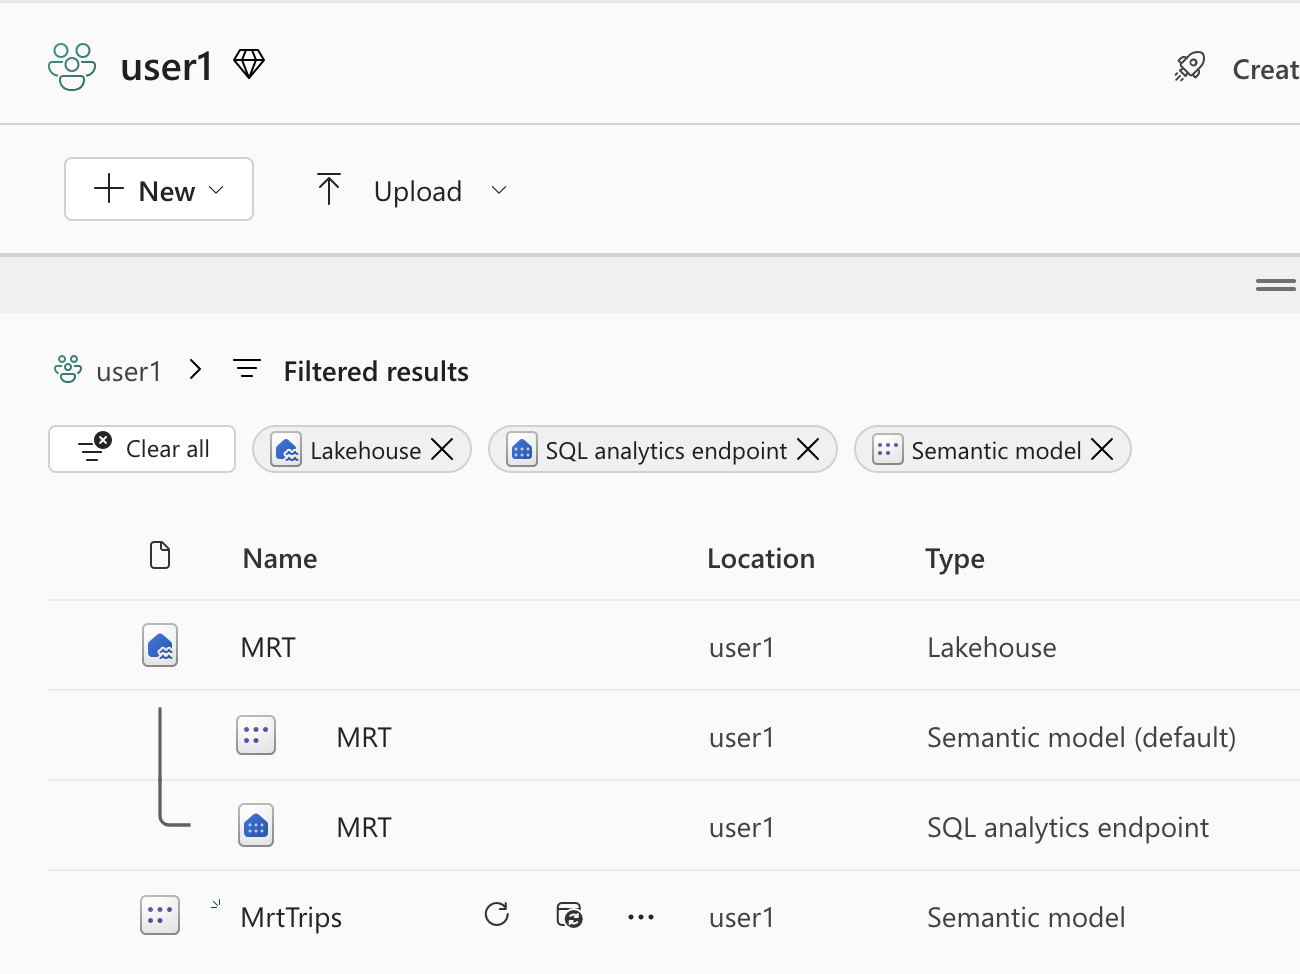 user1
Creat
New
Upload
user1 Filtered results
Clear all Lakehouse SQL analytics endpoint Semantic model
Name Location Type
MRT user1 Lakehouse
MRT user1 Semantic model (default)
MRT user1 SQL analytics endpoint
MrtTrips user1 Semantic model